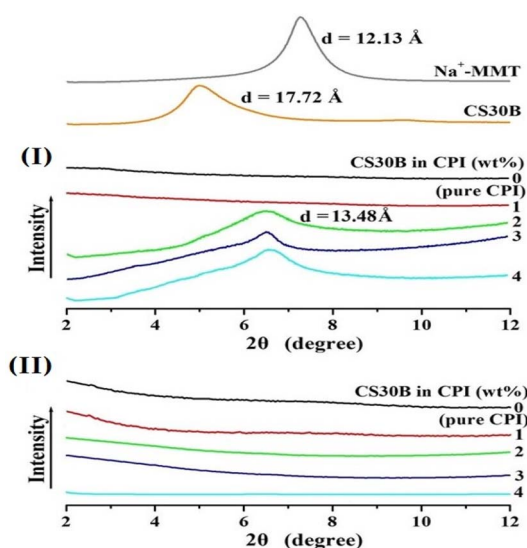 d = 12.13 Å
Na⁺-MMT
d = 17.72 Å
CS30B
(I)
CS30B in CPI (wt%)
0
(pure CPI)
1
d = 13.48Å
2
3
4
Intensity
2 4 6 8 10 12
2θ (degree)
(II)
CS30B in CPI (wt%)
0
(pure CPI)
1
2
3
4
Intensity
2 4 6 8 10 12
2θ (degree)